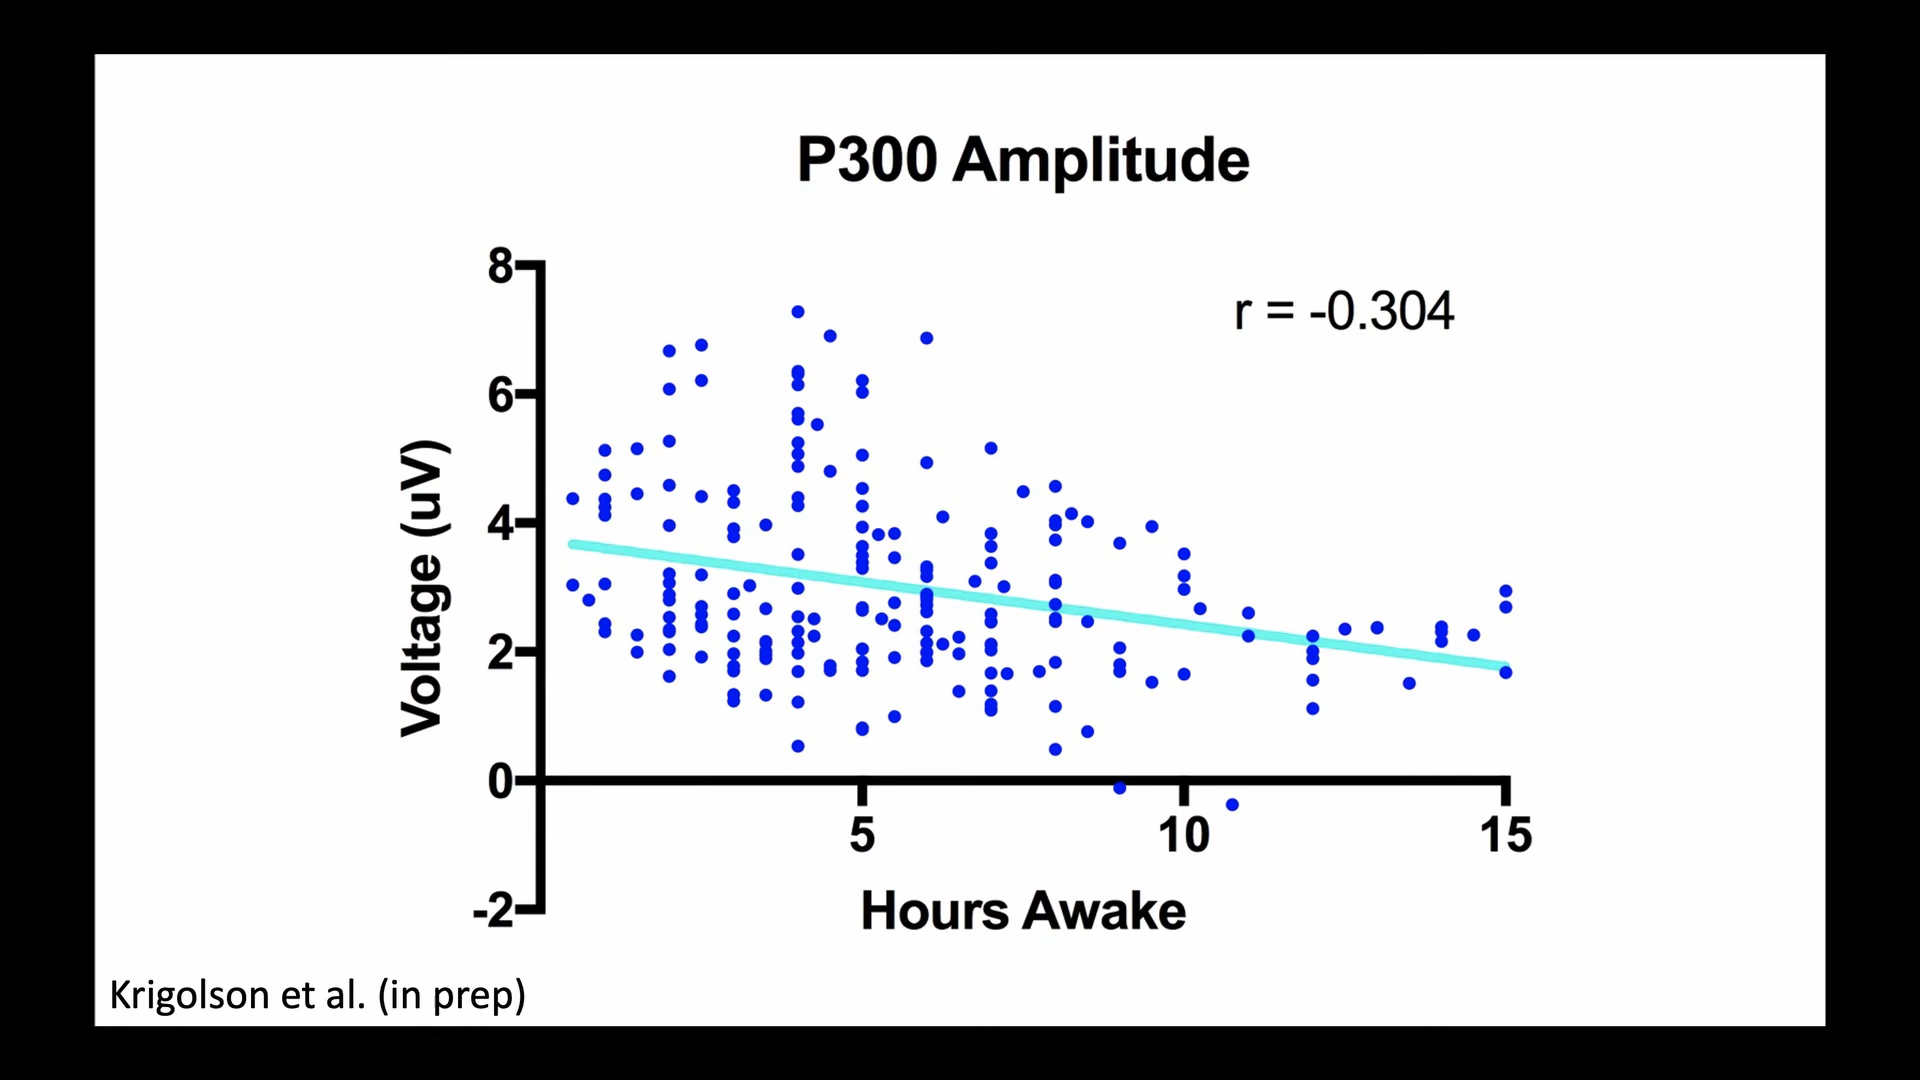 P300 Amplitude
r = -0.304
8
6
4
2
0
-2
Voltage (uV)
5 10 15
Hours Awake
Krigolson et al. (in prep)